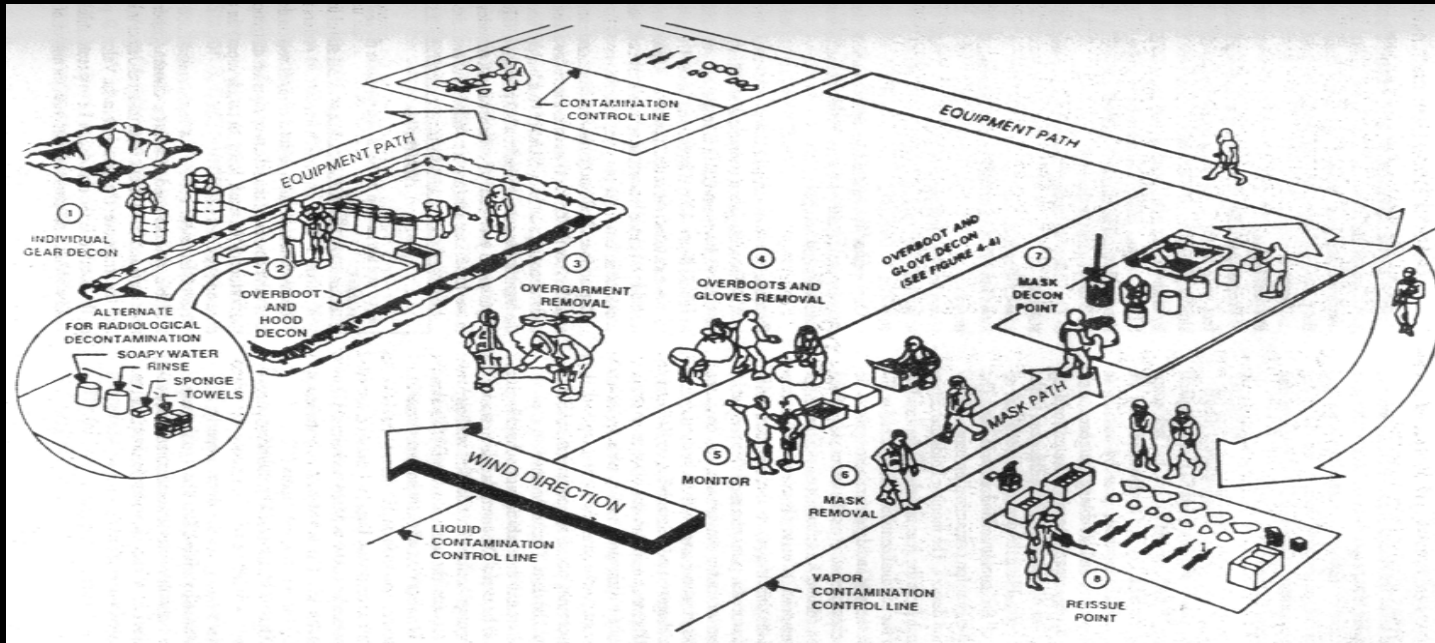 CONTAMINATION
CONTROL LINE
EQUIPMENT PATH
EQUIPMENT PATH
1
INDIVIDUAL
GEAR DECON
2
OVERBOOT
AND
HOOD
DECON
ALTERNATE
FOR RADIOLOGICAL
DECONTAMINATION
SOAPY WATER
RINSE
SPONGE
TOWELS
3
OVERGARMENT
REMOVAL
4
OVERBOOTS AND
GLOVES REMOVAL
OVERBOOT AND
GLOVE DECON
(SEE FIGURE 4-4)
5
MONITOR
6
MASK
REMOVAL
MASK PATH
7
MASK
DECON
POINT
WIND DIRECTION
LIQUID
CONTAMINATION
CONTROL LINE
VAPOR
CONTAMINATION
CONTROL LINE
8
REISSUE
POINT